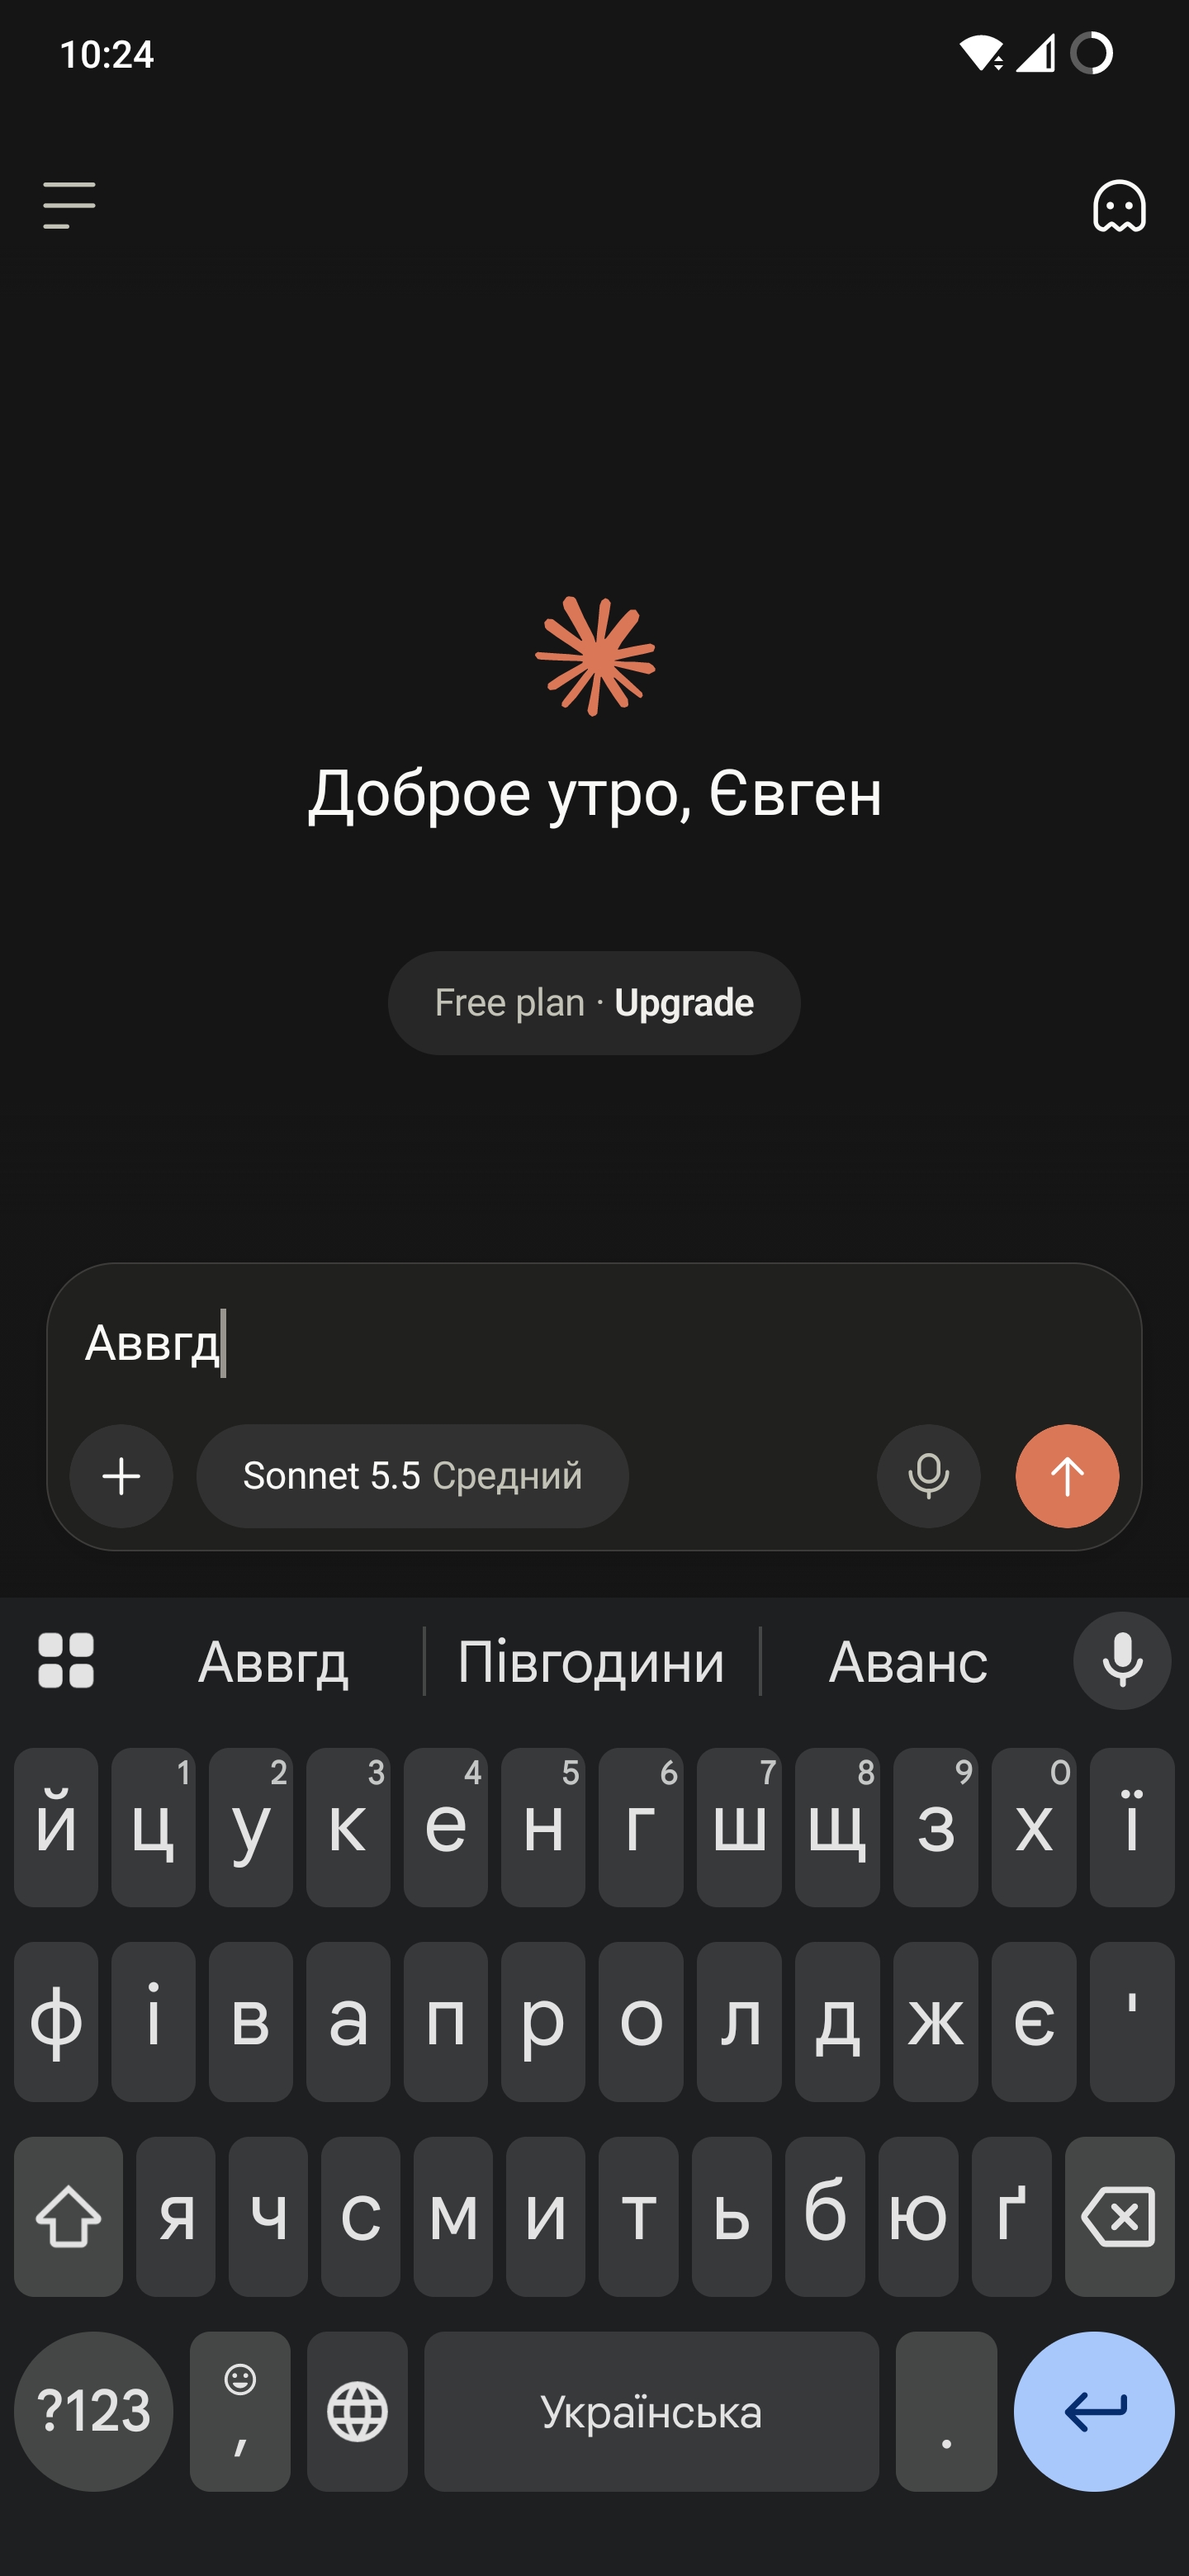 10:24
Доброе утро, Євген
Free plan · Upgrade
Аввгд
Sonnet 5.5 Средний
Аввгд Півгодини Аванс
й ц 1 у 2 к 3 е 4 н 5 г 6 ш 7 щ 8 з 9 х 0 ї
ф і в а п р о л д ж є '
я ч с м и т ь б ю ґ
?123 , Українська .